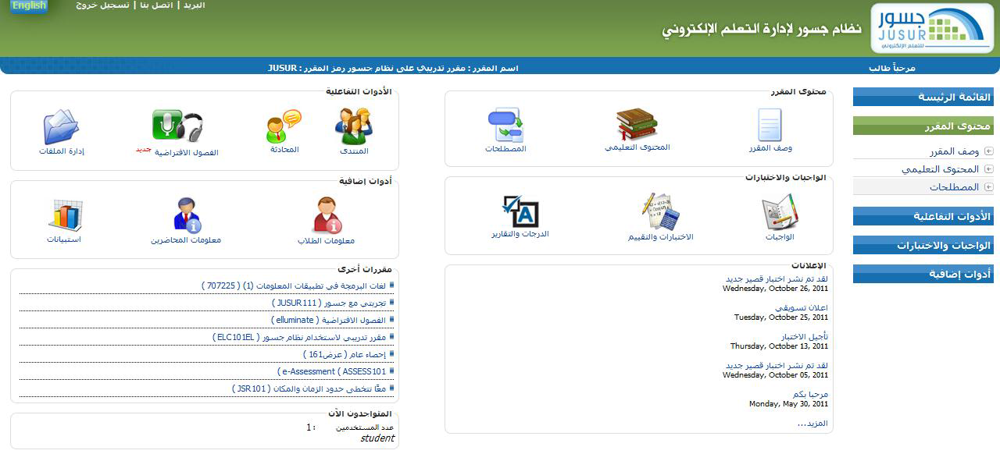 English
البريد | اتصل بنا | تسجيل خروج
جسور
JUSUR
للتعلم الإلكتروني
نظام جسور لإدارة التعلم الإلكتروني
مرحباً طالب
اسم المقرر : مقرر تدريبي على نظام جسور رمز المقرر : JUSUR
القائمة الرئيسة
محتوى المقرر
وصف المقرر
المحتوى التعليمي
المصطلحات
الأدوات التفاعلية
الواجبات والاختبارات
أدوات إضافية
محتوى المقرر
وصف المقرر
المحتوى التعليمي
المصطلحات
الواجبات والاختبارات
الواجبات
الاختبارات والتقييم
الدرجات والتقارير
الإعلانات
لقد تم نشر اختبار قصير جديد
Wednesday, October 26, 2011
اعلان تسويقي
Tuesday, October 25, 2011
تأجيل الاختبار
Thursday, October 13, 2011
لقد تم نشر اختبار قصير جديد
Wednesday, October 05, 2011
مرحبا بكم
Monday, May 30, 2011
المزيد...
الأدوات التفاعلية
المنتدى
المحادثة
الفصول الافتراضية جديد
إدارة الملفات
أدوات إضافية
معلومات الطلاب
معلومات المحاضرين
استبيانات
مقررات أخرى
لغات البرمجة في تطبيقات المعلومات (1) ( 707225 )
تجربتي مع جسور ( JUSUR111 )
الفصول الافتراضية ( elluminate )
مقرر تدريبي لاستخدام نظام جسور ( ELC101EL )
إحصاء عام ( عرض161 )
e-Assessment ( ASSESS101 )
معًا نتخطى حدود الزمان والمكان ( JSR101 )
المتواجدون الآن
عدد المستخدمين : 1
student